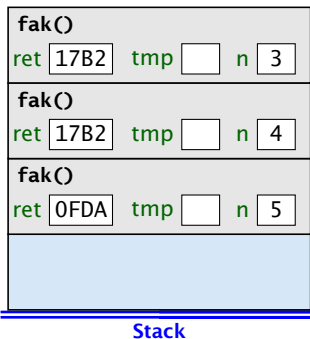 fak()
ret 17B2 tmp n 3
fak()
ret 17B2 tmp n 4
fak()
ret 0FDA tmp n 5
Stack